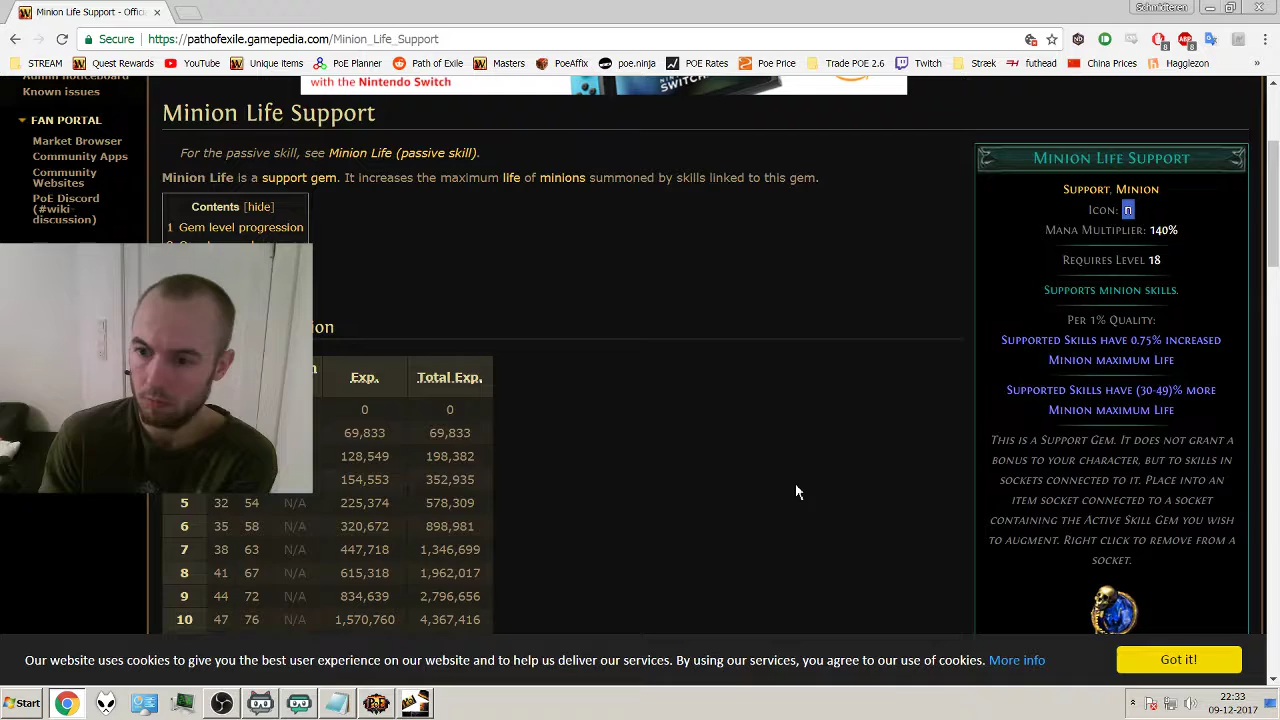 Minion Life Support - Offici
Schnitteren
Secure
https://pathofexile.gamepedia.com/Minion_Life_Support
STREAM
Quest Rewards
YouTube
Unique Items
POE Planner
Path of Exile
Masters
PoeAffix
poe.ninja
POE Rates
Poe Price
Trade POE 2.6
Twitch
Streek
futhead
China Prices
Hagglezon
»
Admin noticeboard
Known issues
FAN PORTAL
Market Browser
Community Apps
Community
Websites
PoE Discord
(#wiki-
discussion)
with the Nintendo Switch
SWITCH
Minion Life Support
For the passive skill, see Minion Life (passive skill).
Minion Life is a support gem. It increases the maximum life of minions summoned by skills linked to this gem.
Contents [hide]
1 Gem level progression
ion
Exp. Total Exp.
0 0
69,833 69,833
128,549 198,382
154,553 352,935
5 32 54 N/A 225,374 578,309
6 35 58 N/A 320,672 898,981
7 38 63 N/A 447,718 1,346,699
8 41 67 N/A 615,318 1,962,017
9 44 72 N/A 834,639 2,796,656
10 47 76 N/A 1,570,760 4,367,416
Minion Life Support
Support, Minion
Icon: n
Mana Multiplier: 140%
Requires Level 18
Supports minion skills.
Per 1% Quality:
Supported Skills have 0.75% increased
Minion maximum Life
Supported Skills have (30-49)% more
Minion maximum Life
This is a Support Gem. It does not grant a
bonus to your character, but to skills in
sockets connected to it. Place into an
item socket connected to a socket
containing the Active Skill Gem you wish
to augment. Right click to remove from a
socket.
Our website uses cookies to give you the best user experience on our website and to help us deliver our services. By using our services, you agree to our use of cookies. More info
Got it!
Start
22:33
09-12-2017